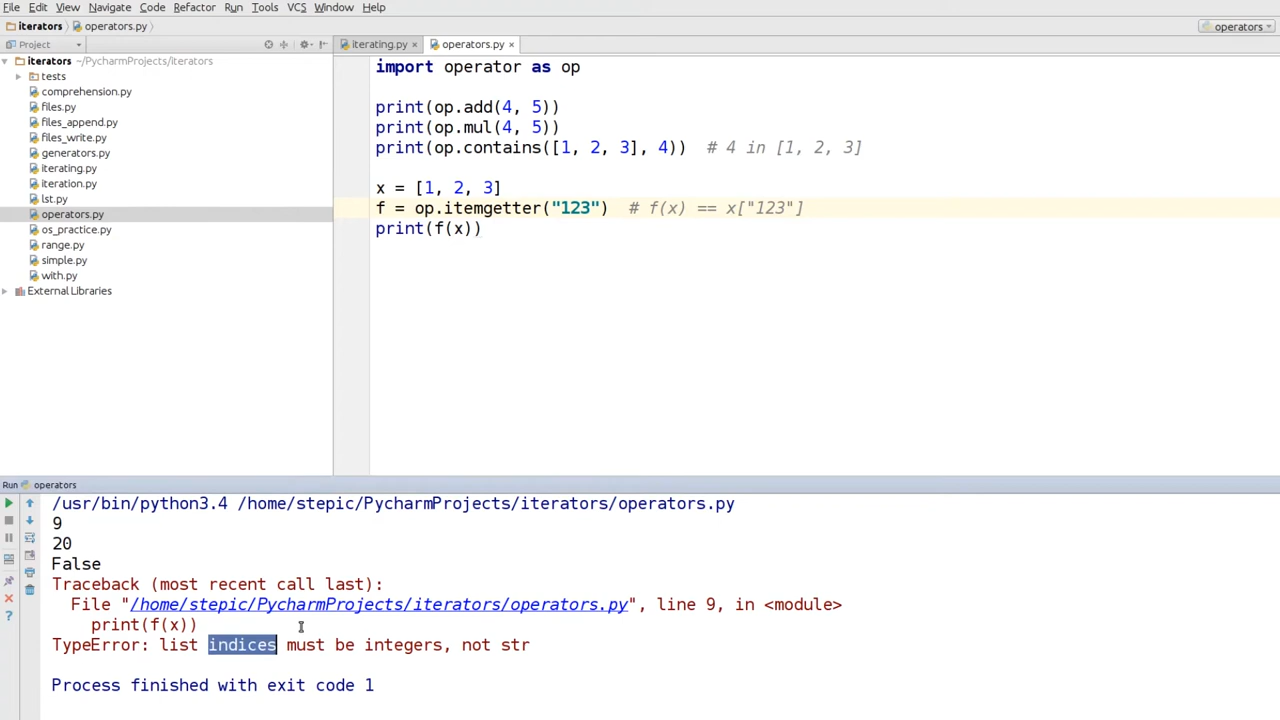 File Edit View Navigate Code Refactor Run Tools VCS Window Help
iterators operators.py operators
Project iterating.py operators.py
iterators ~/PycharmProjects/iterators
tests
comprehension.py
files.py
files_append.py
files_write.py
generators.py
iterating.py
iteration.py
lst.py
operators.py
os_practice.py
range.py
simple.py
with.py
External Libraries
import operator as op
print(op.add(4, 5))
print(op.mul(4, 5))
print(op.contains([1, 2, 3], 4)) # 4 in [1, 2, 3]
x = [1, 2, 3]
f = op.itemgetter("123") # f(x) == x["123"]
print(f(x))
Run operators
/usr/bin/python3.4 /home/stepic/PycharmProjects/iterators/operators.py
9
20
False
Traceback (most recent call last):
File "/home/stepic/PycharmProjects/iterators/operators.py", line 9, in <module>
print(f(x))
TypeError: list indices must be integers, not str
Process finished with exit code 1